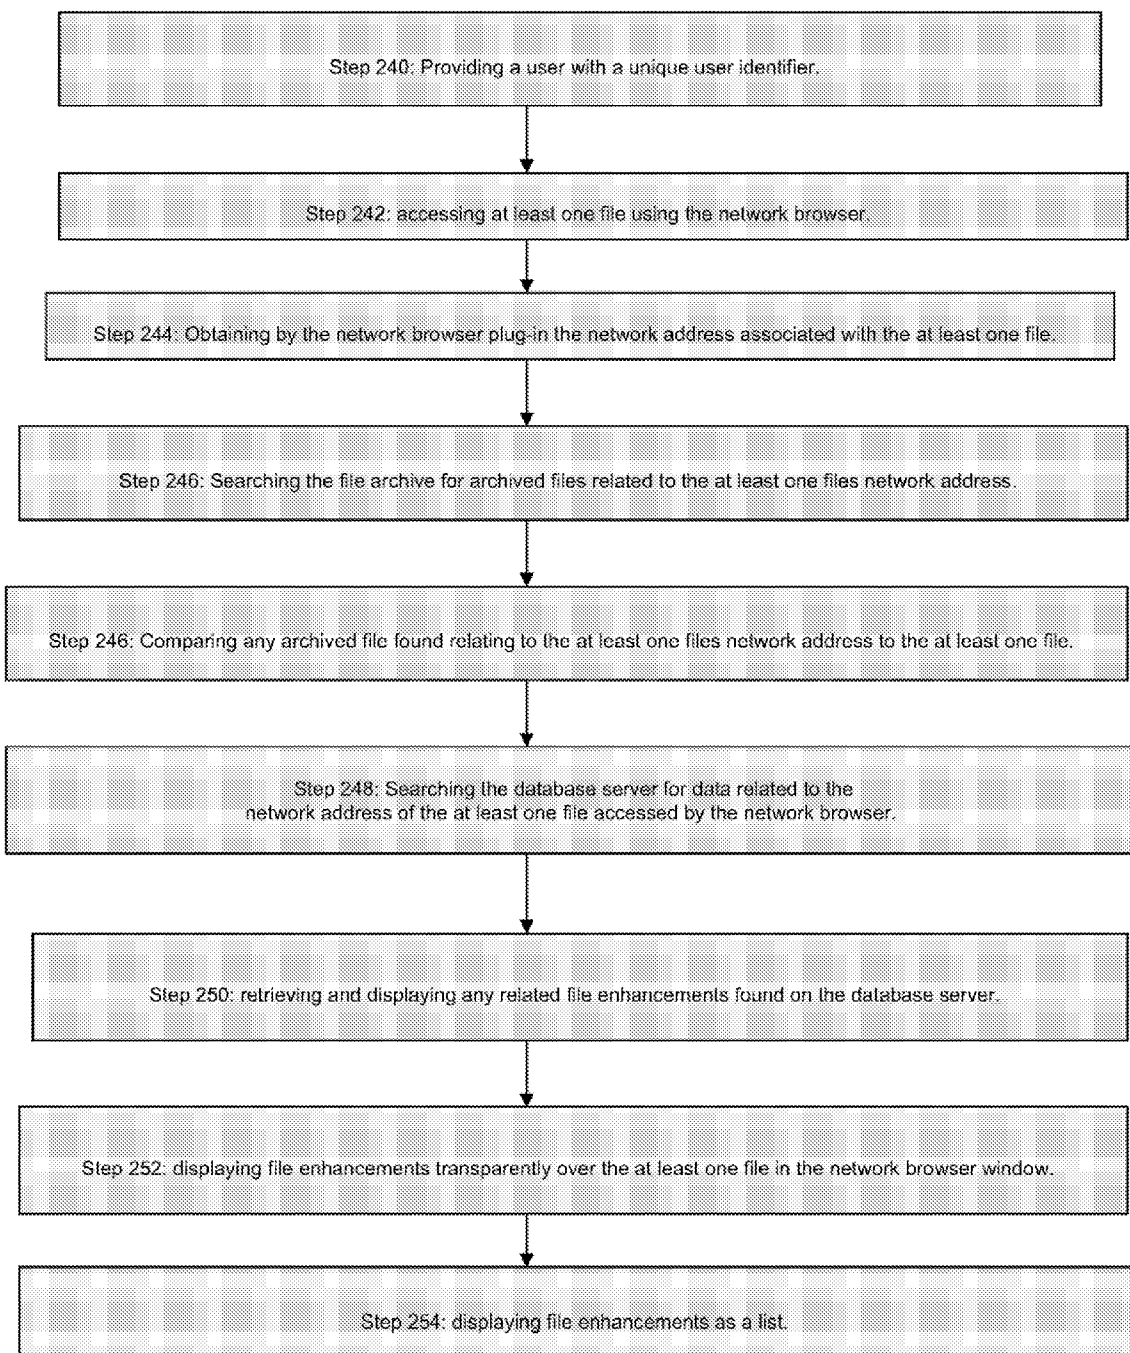 Step 240: Providing a user with a unique user identifier.
Step 242: accessing at least one file using the network browser.
Step 244: Obtaining by the network browser plug-in the network address associated with the at least one file.
Step 246: Searching the file archive for archived files related to the at least one files network address.
Step 246: Comparing any archived file found relating to the at least one files network address to the at least one file.
Step 248: Searching the database server for data related to the
network address of the at least one file accessed by the network browser.
Step 250: retrieving and displaying any related file enhancements found on the database server.
Step 252: displaying file enhancements transparently over the at least one file in the network browser window.
Step 254: displaying file enhancements as a list.